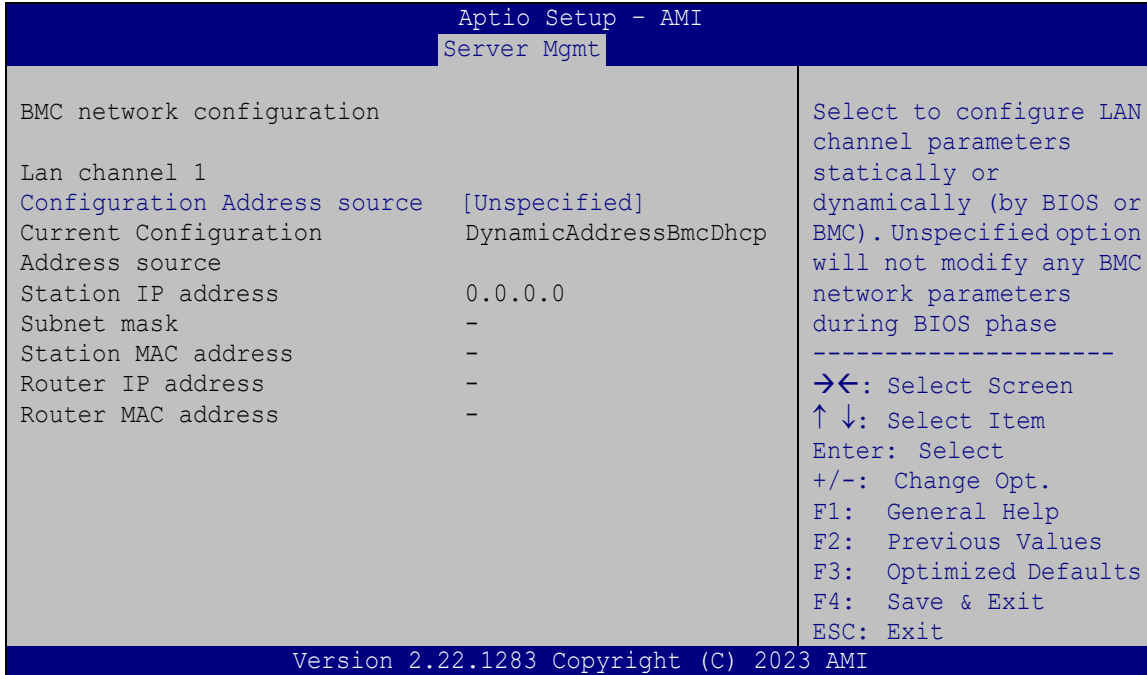 Aptio Setup – AMI
Server Mgmt
BMC network configuration
Lan channel 1
Configuration Address source [Unspecified]
Current Configuration DynamicAddressBmcDhcp
Address source
Station IP address 0.0.0.0
Subnet mask -
Station MAC address -
Router IP address -
Router MAC address -
Select to configure LAN
channel parameters
statically or
dynamically (by BIOS or
BMC). Unspecified option
will not modify any BMC
network parameters
during BIOS phase
---------------------
→←: Select Screen
↑ ↓: Select Item
Enter: Select
+/-: Change Opt.
F1: General Help
F2: Previous Values
F3: Optimized Defaults
F4: Save & Exit
ESC: Exit
Version 2.22.1283 Copyright (C) 2023 AMI